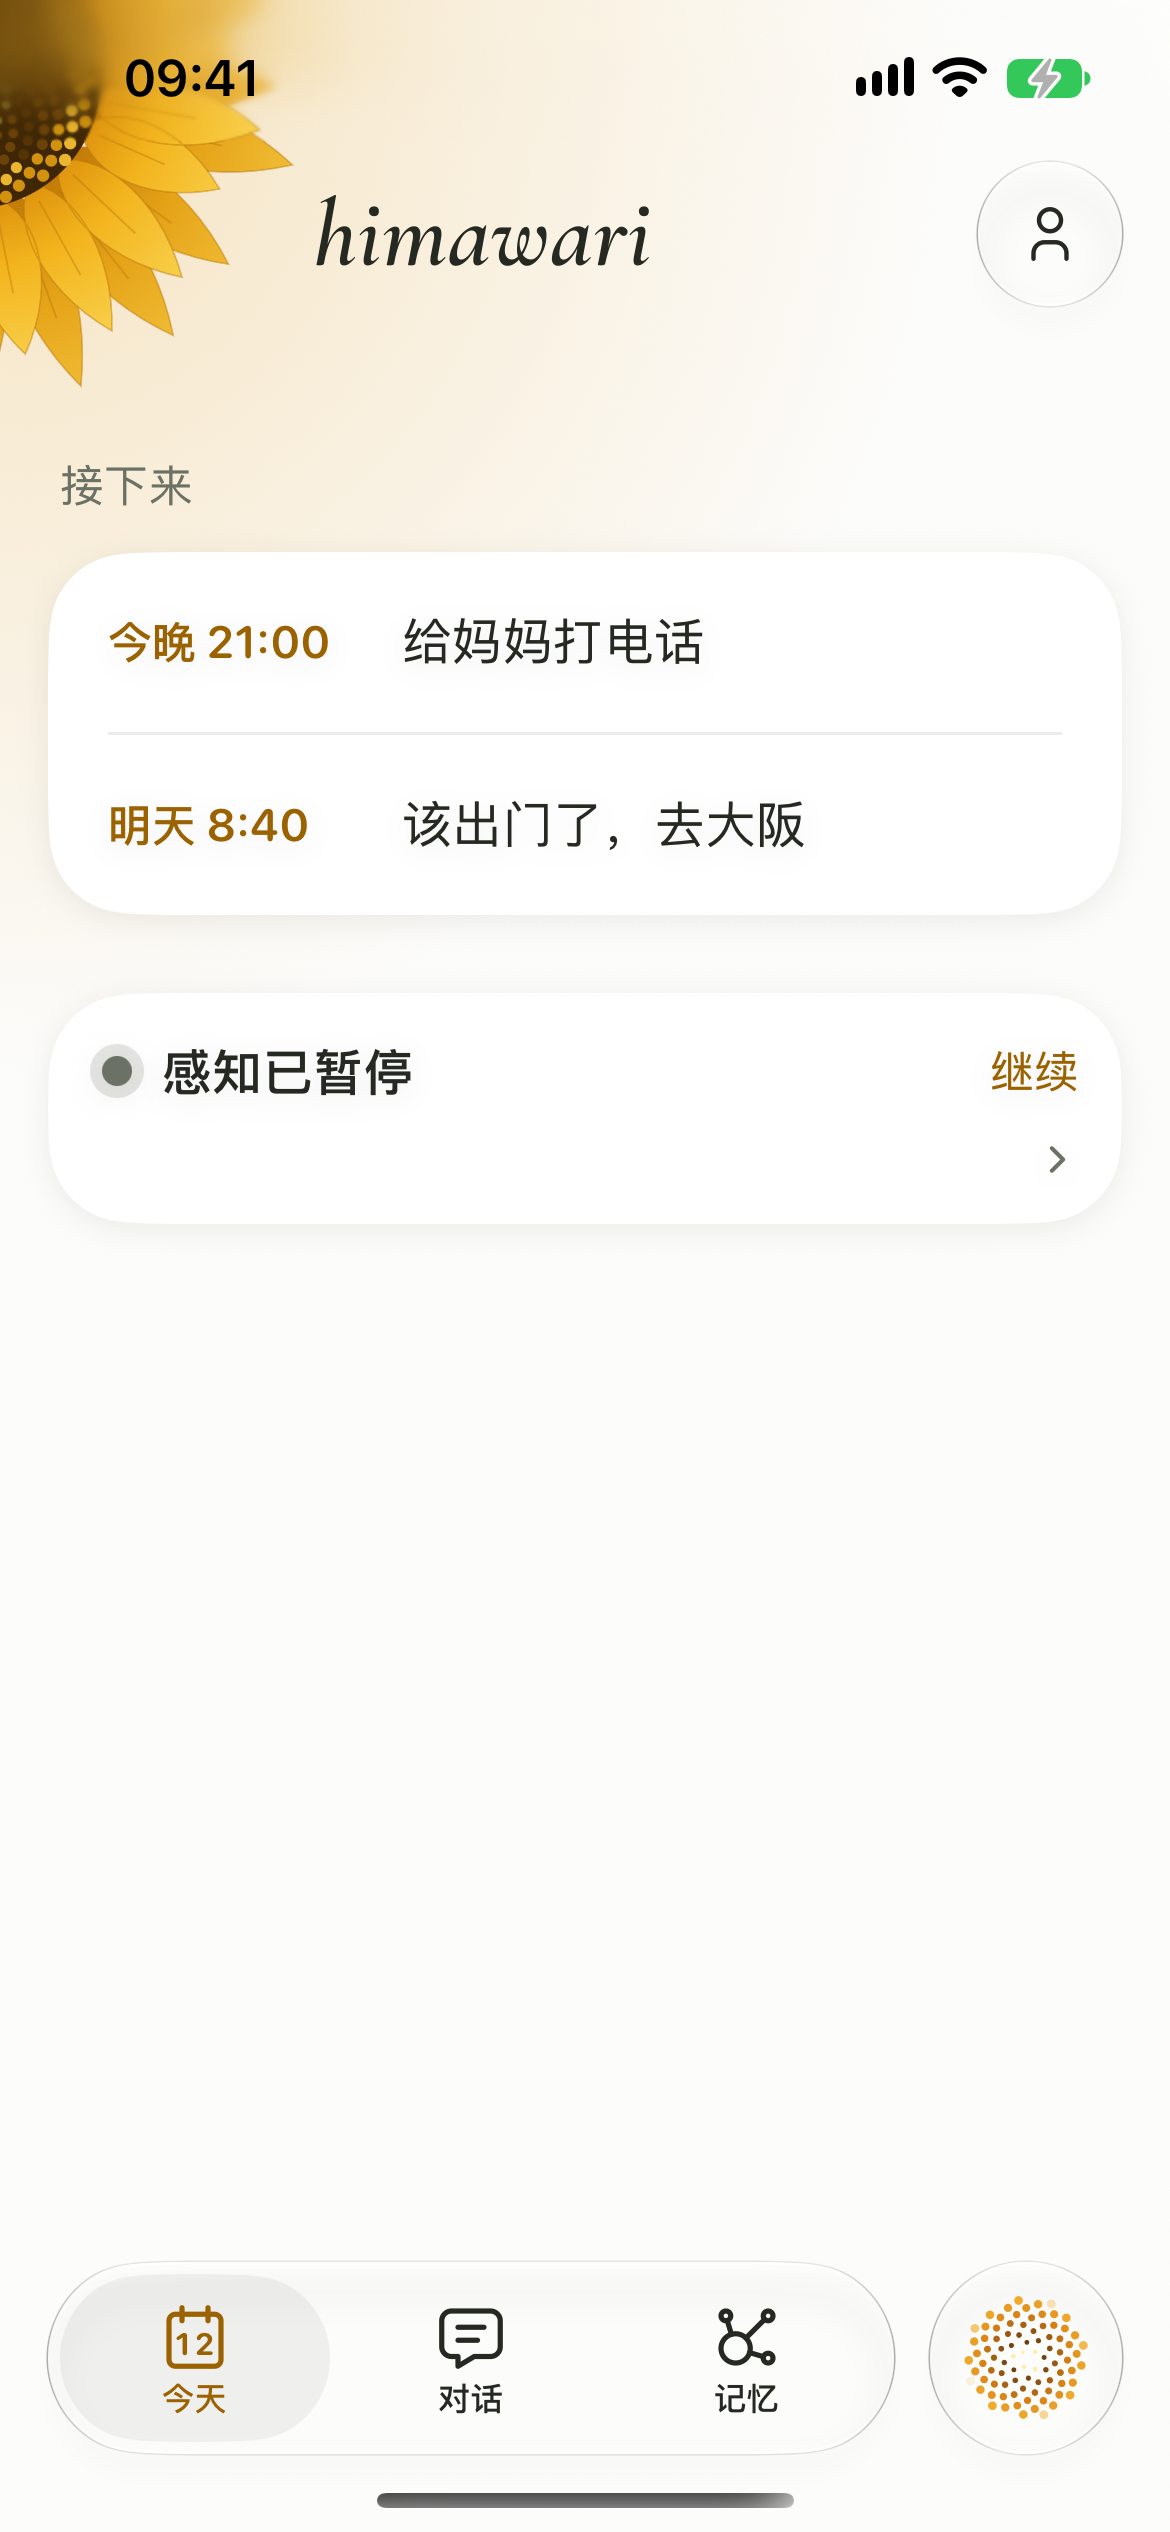 09:41
himawari
接下来
今晚 21:00 给妈妈打电话
明天 8:40 该出门了，去大阪
感知已暂停 继续
12
今天 对话 记忆